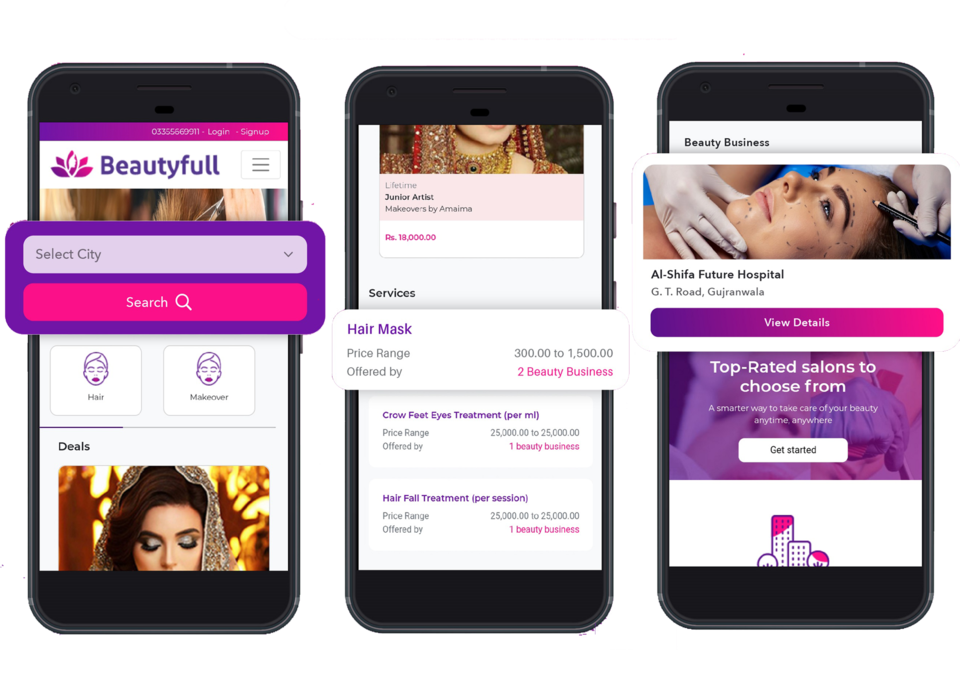 03355669911 - Login - Signup
Beautyfull
Select City
Search
Hair
Makeover
Deals
Lifetime
Junior Artist
Makeovers by Amaima
Rs. 18,000.00
Services
Hair Mask
Price Range 300.00 to 1,500.00
Offered by 2 Beauty Business
Crow Feet Eyes Treatment (per ml)
Price Range 25,000.00 to 25,000.00
Offered by 1 beauty business
Hair Fall Treatment (per session)
Price Range 25,000.00 to 25,000.00
Offered by 1 beauty business
Beauty Business
Al-Shifa Future Hospital
G. T. Road, Gujranwala
View Details
Top-Rated salons to
choose from
A smarter way to take care of your beauty
anytime, anywhere
Get started